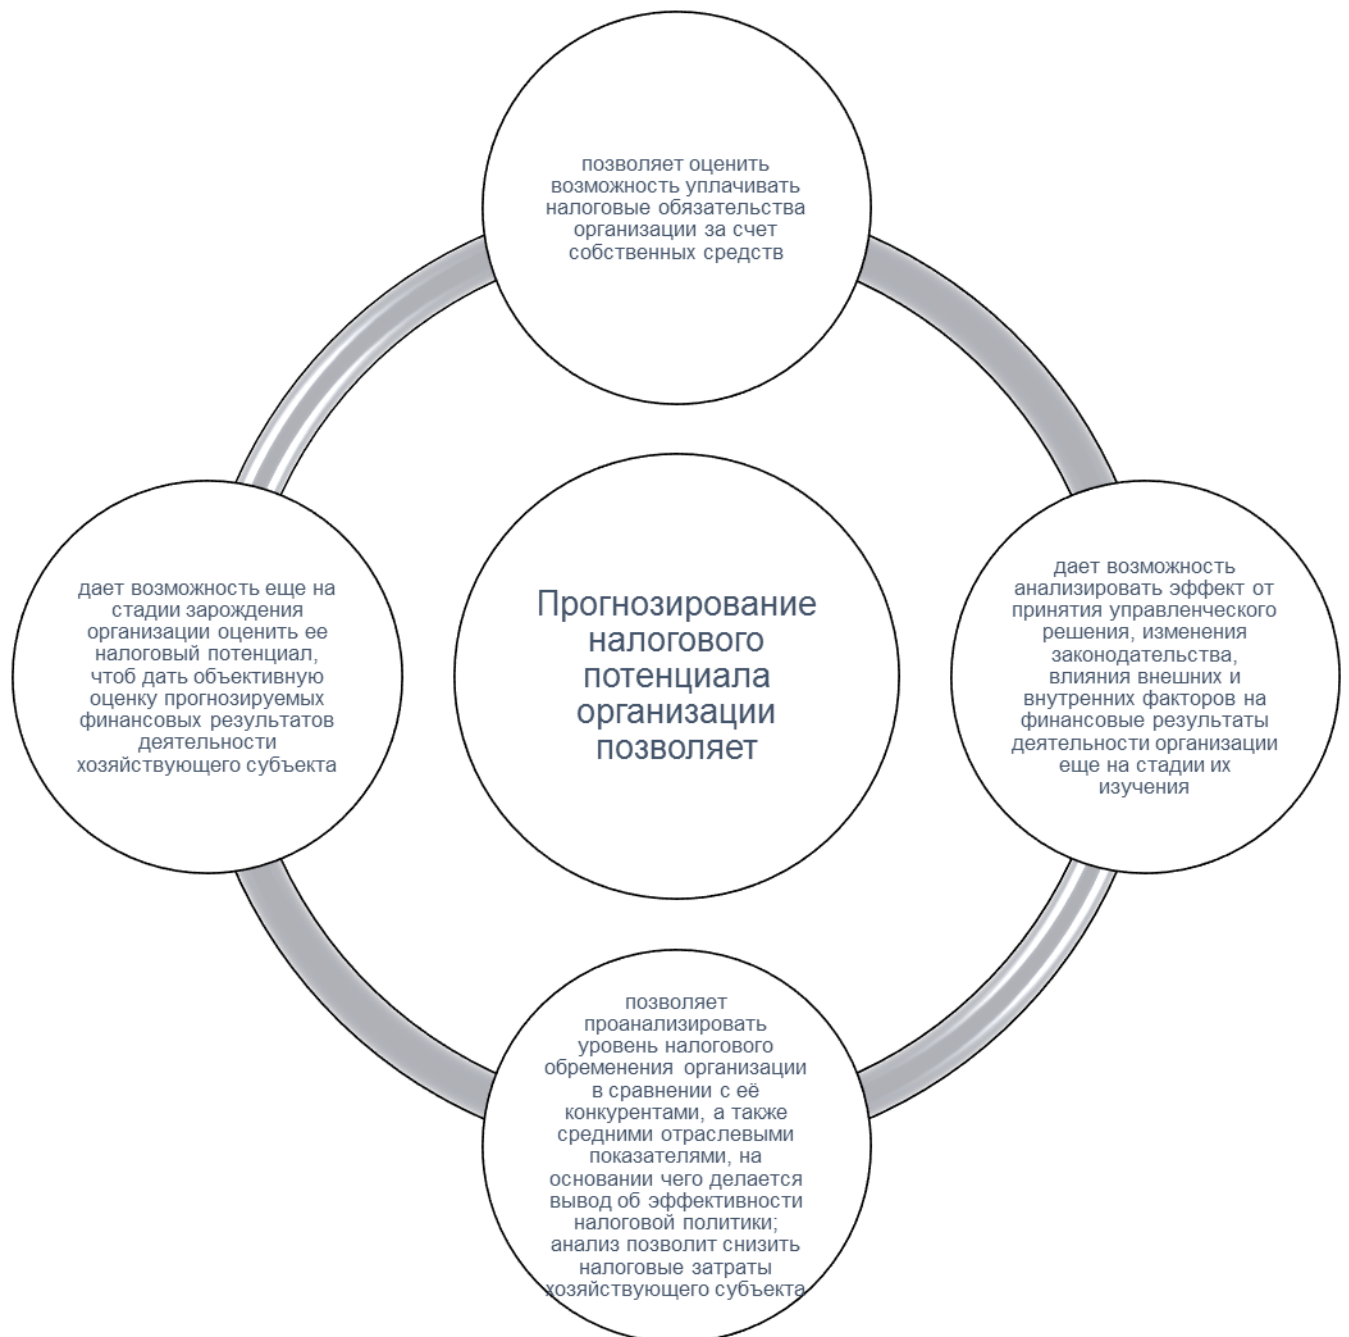 позволяет оценить
возможность уплачивать
налоговые обязательства
организации за счет
собственных средств
дает возможность еще на
стадии зарождения
организации оценить ее
налоговый потенциал,
чтоб дать объективную
оценку прогнозируемых
финансовых результатов
деятельности
хозяйствующего субъекта
Прогнозирование
налогового
потенциала
организации
позволяет
дает возможность
анализировать эффект от
принятия управленческого
решения, изменения
законодательства,
влияния внешних и
внутренних факторов на
финансовые результаты
деятельности организации
еще на стадии их
изучения
позволяет
проанализировать
уровень налогового
обременения организации
в сравнении с её
конкурентами, а также
средними отраслевыми
показателями, на
основании чего делается
вывод об эффективности
налоговой политики;
анализ позволит снизить
налоговые затраты
хозяйствующего субъекта